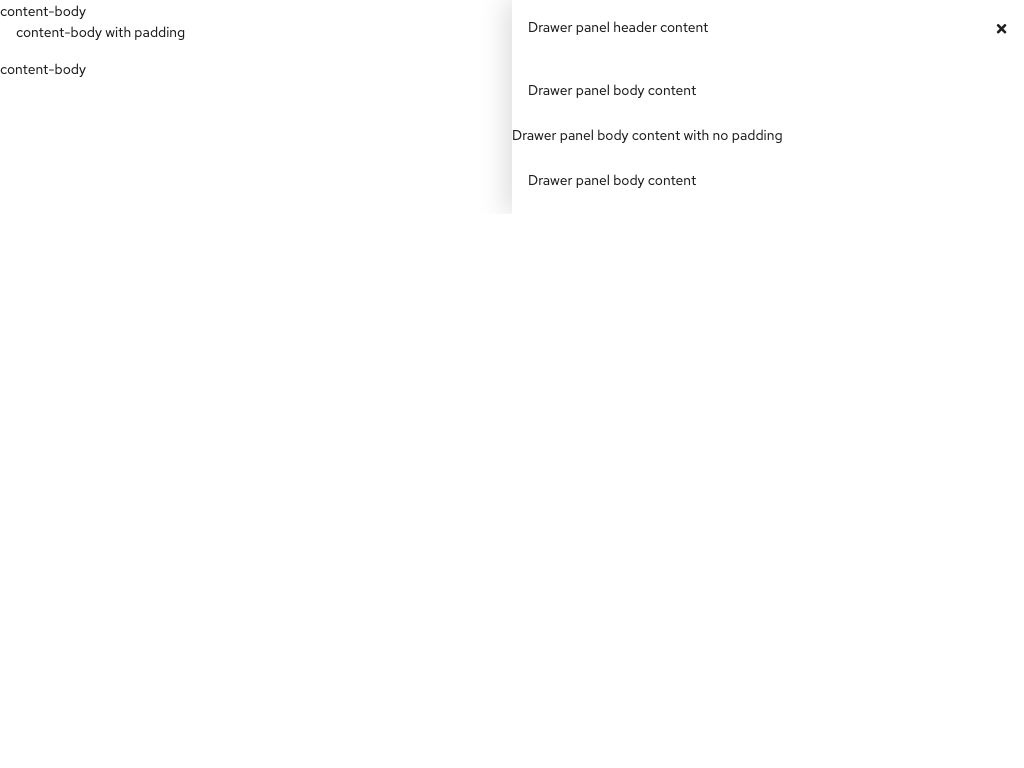 content-body
content-body with padding
content-body
Drawer panel header content
Drawer panel body content
Drawer panel body content with no padding
Drawer panel body content